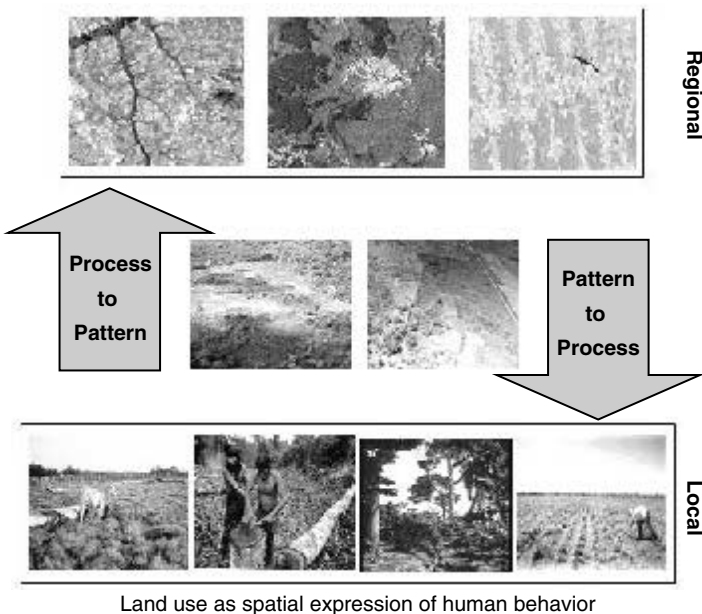 Regional
Process
to
Pattern
Pattern
to
Process
Local
Land use as spatial expression of human behavior